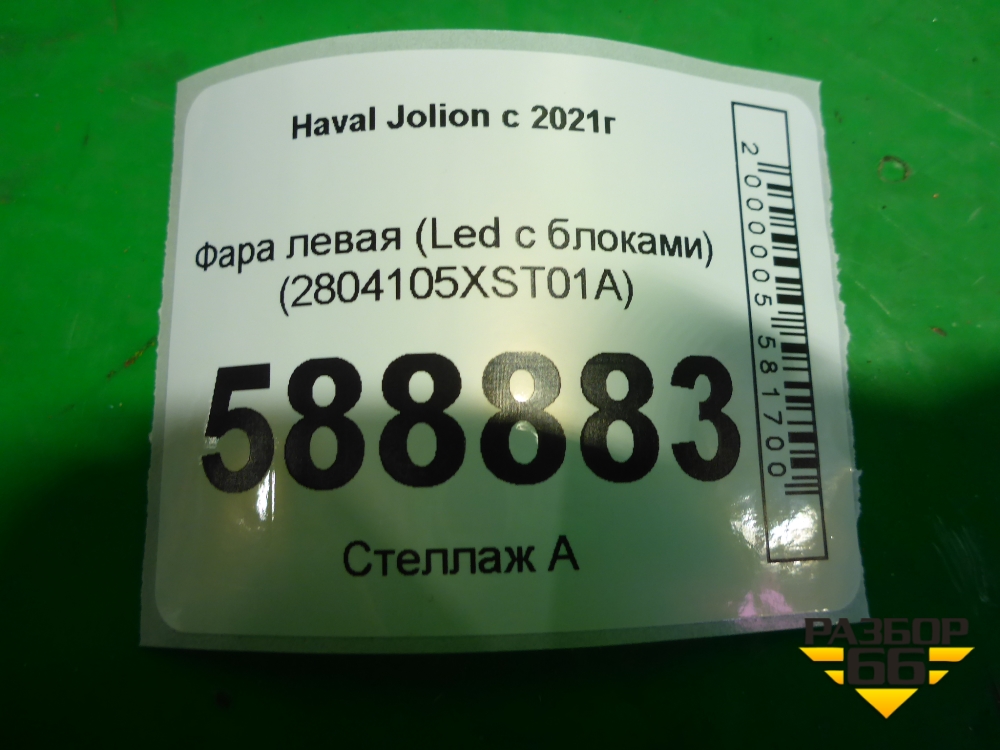 Haval Jolion с 2021г
Фара левая (Led с блоками)
(2804105XST01A)
588883
Стеллаж А
2000005581700
РАЗБОР
66